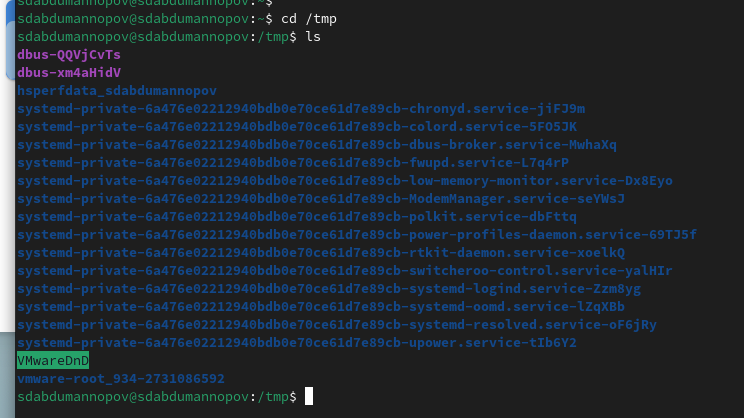 sdabdumannopov@sdabdumannopov:~$
sdabdumannopov@sdabdumannopov:~$ cd /tmp
sdabdumannopov@sdabdumannopov:/tmp$ ls
dbus-QQVjCvTs
dbus-xm4aHidV
hsperfdata_sdabdumannopov
systemd-private-6a476e02212940bdb0e70ce61d7e89cb-chronyd.service-jiFJ9m
systemd-private-6a476e02212940bdb0e70ce61d7e89cb-colord.service-5FO5JK
systemd-private-6a476e02212940bdb0e70ce61d7e89cb-dbus-broker.service-MwhaXq
systemd-private-6a476e02212940bdb0e70ce61d7e89cb-fwupd.service-L7q4rP
systemd-private-6a476e02212940bdb0e70ce61d7e89cb-low-memory-monitor.service-Dx8Eyo
systemd-private-6a476e02212940bdb0e70ce61d7e89cb-ModemManager.service-seYWsJ
systemd-private-6a476e02212940bdb0e70ce61d7e89cb-polkit.service-dbFttq
systemd-private-6a476e02212940bdb0e70ce61d7e89cb-power-profiles-daemon.service-69TJ5f
systemd-private-6a476e02212940bdb0e70ce61d7e89cb-rtkit-daemon.service-xoelkQ
systemd-private-6a476e02212940bdb0e70ce61d7e89cb-switcheroo-control.service-yalHIr
systemd-private-6a476e02212940bdb0e70ce61d7e89cb-systemd-logind.service-Zzm8yg
systemd-private-6a476e02212940bdb0e70ce61d7e89cb-systemd-oomd.service-lZqXBb
systemd-private-6a476e02212940bdb0e70ce61d7e89cb-systemd-resolved.service-oF6jRy
systemd-private-6a476e02212940bdb0e70ce61d7e89cb-upower.service-tIb6Y2
VMwareDnD
vmware-root_934-2731086592
sdabdumannopov@sdabdumannopov:/tmp$